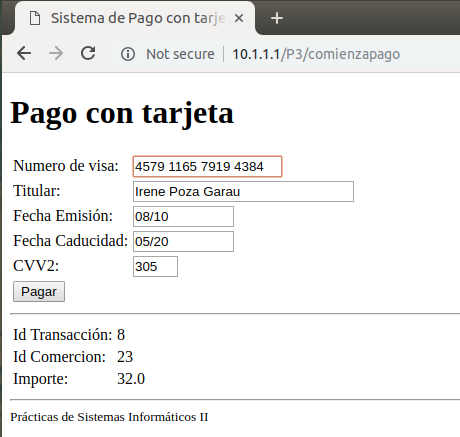 Sistema de Pago con tarje
Not secure 10.1.1.1/P3/comienzapago
Pago con tarjeta
Numero de visa: 4579 1165 7919 4384
Titular: Irene Poza Garau
Fecha Emisión: 08/10
Fecha Caducidad: 05/20
CVV2: 305
Pagar
Id Transacción: 8
Id Comercion: 23
Importe: 32.0
Prácticas de Sistemas Informáticos II